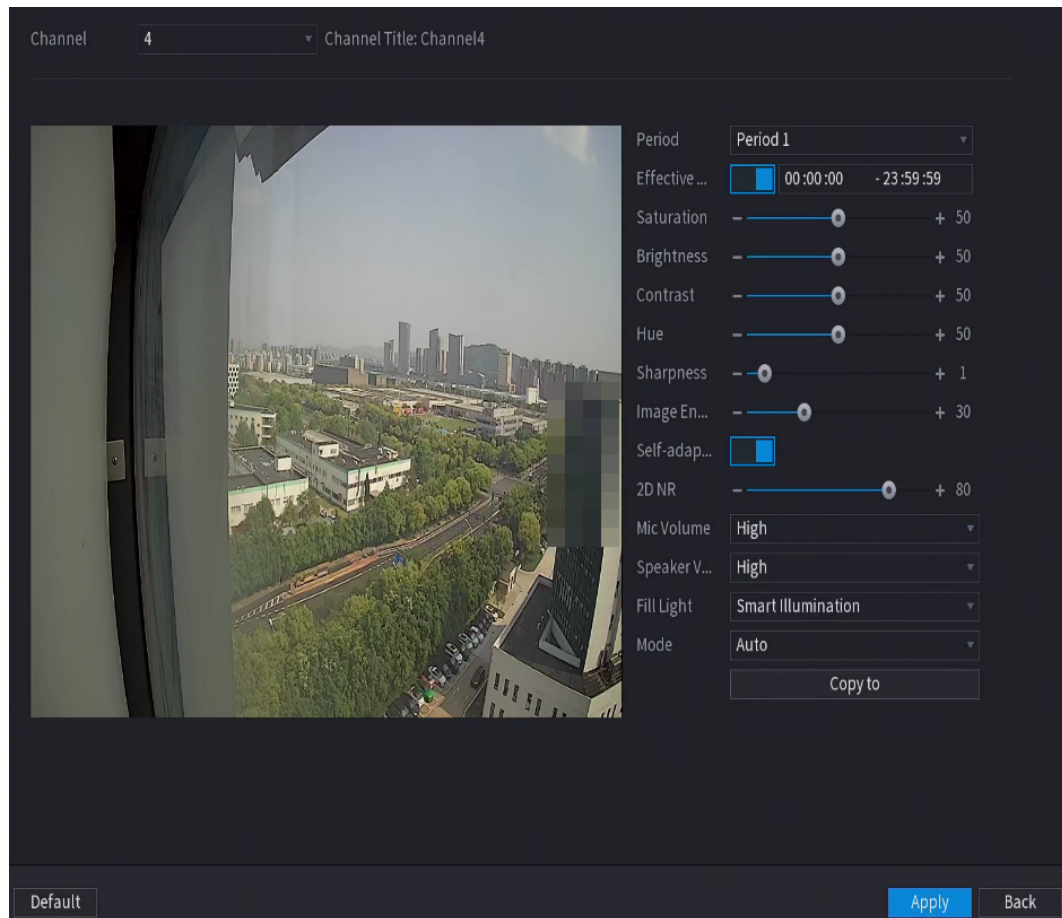 Channel 4 Channel Title: Channel4
Period Period 1
Effective ... 00:00:00 - 23:59:59
Saturation - + 50
Brightness - + 50
Contrast - + 50
Hue - + 50
Sharpness - + 1
Image En... - + 30
Self-adap...
2D NR - + 80
Mic Volume High
Speaker V... High
Fill Light Smart Illumination
Mode Auto
Copy to
Default Apply Back